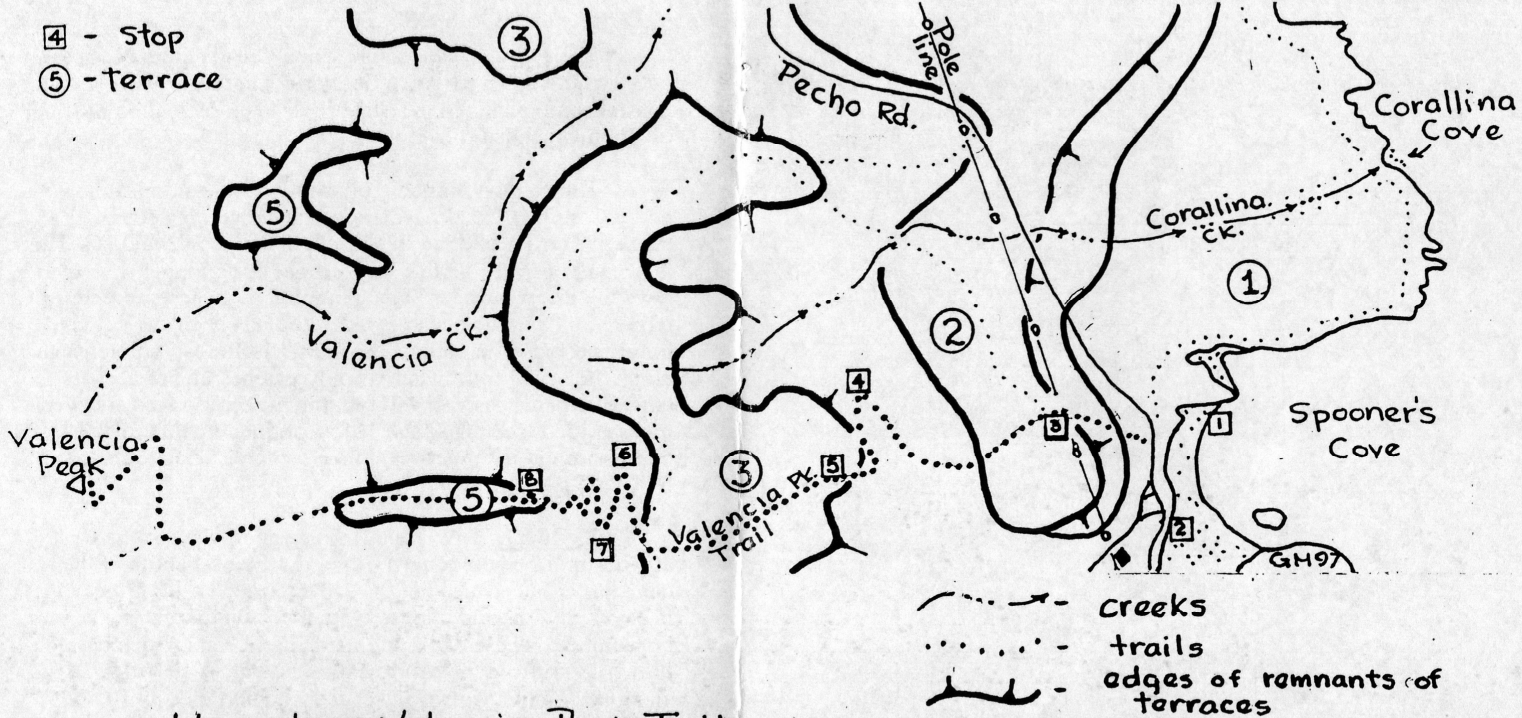 4 - Stop
5 - terrace
3
Pole
line
Pecho Rd.
Corallina
Cove
5
Corallina
CK.
1
2
Valencia CK.
4
Valencia
Peak
3
1
Spooner's
Cove
6
5
3
8
5
Valencia PK.
Trail
7
2
GM97
creeks
trails
edges of remnants of
terraces